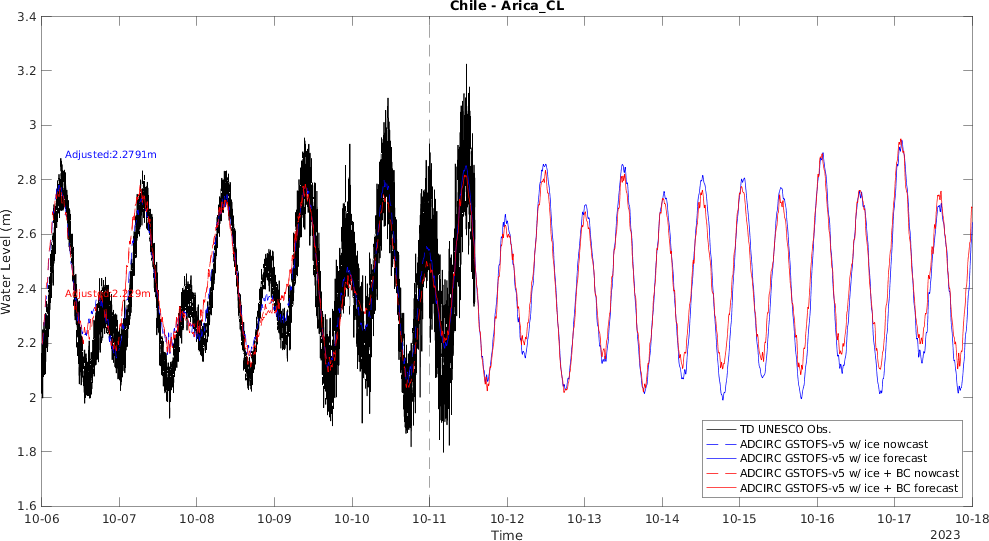 Chile - Arica_CL
3.4
3.2
3
2.8
2.6
2.4
2.2
2
1.8
1.6
Water Level (m)
Adjusted:2.2791m
Adjusted:2.229m
TD UNESCO Obs.
ADCIRC GSTOFS-v5 w/ ice nowcast
ADCIRC GSTOFS-v5 w/ ice forecast
ADCIRC GSTOFS-v5 w/ ice + BC nowcast
ADCIRC GSTOFS-v5 w/ ice + BC forecast
10-06 10-07 10-08 10-09 10-10 10-11 10-12 10-13 10-14 10-15 10-16 10-17 10-18
Time
2023